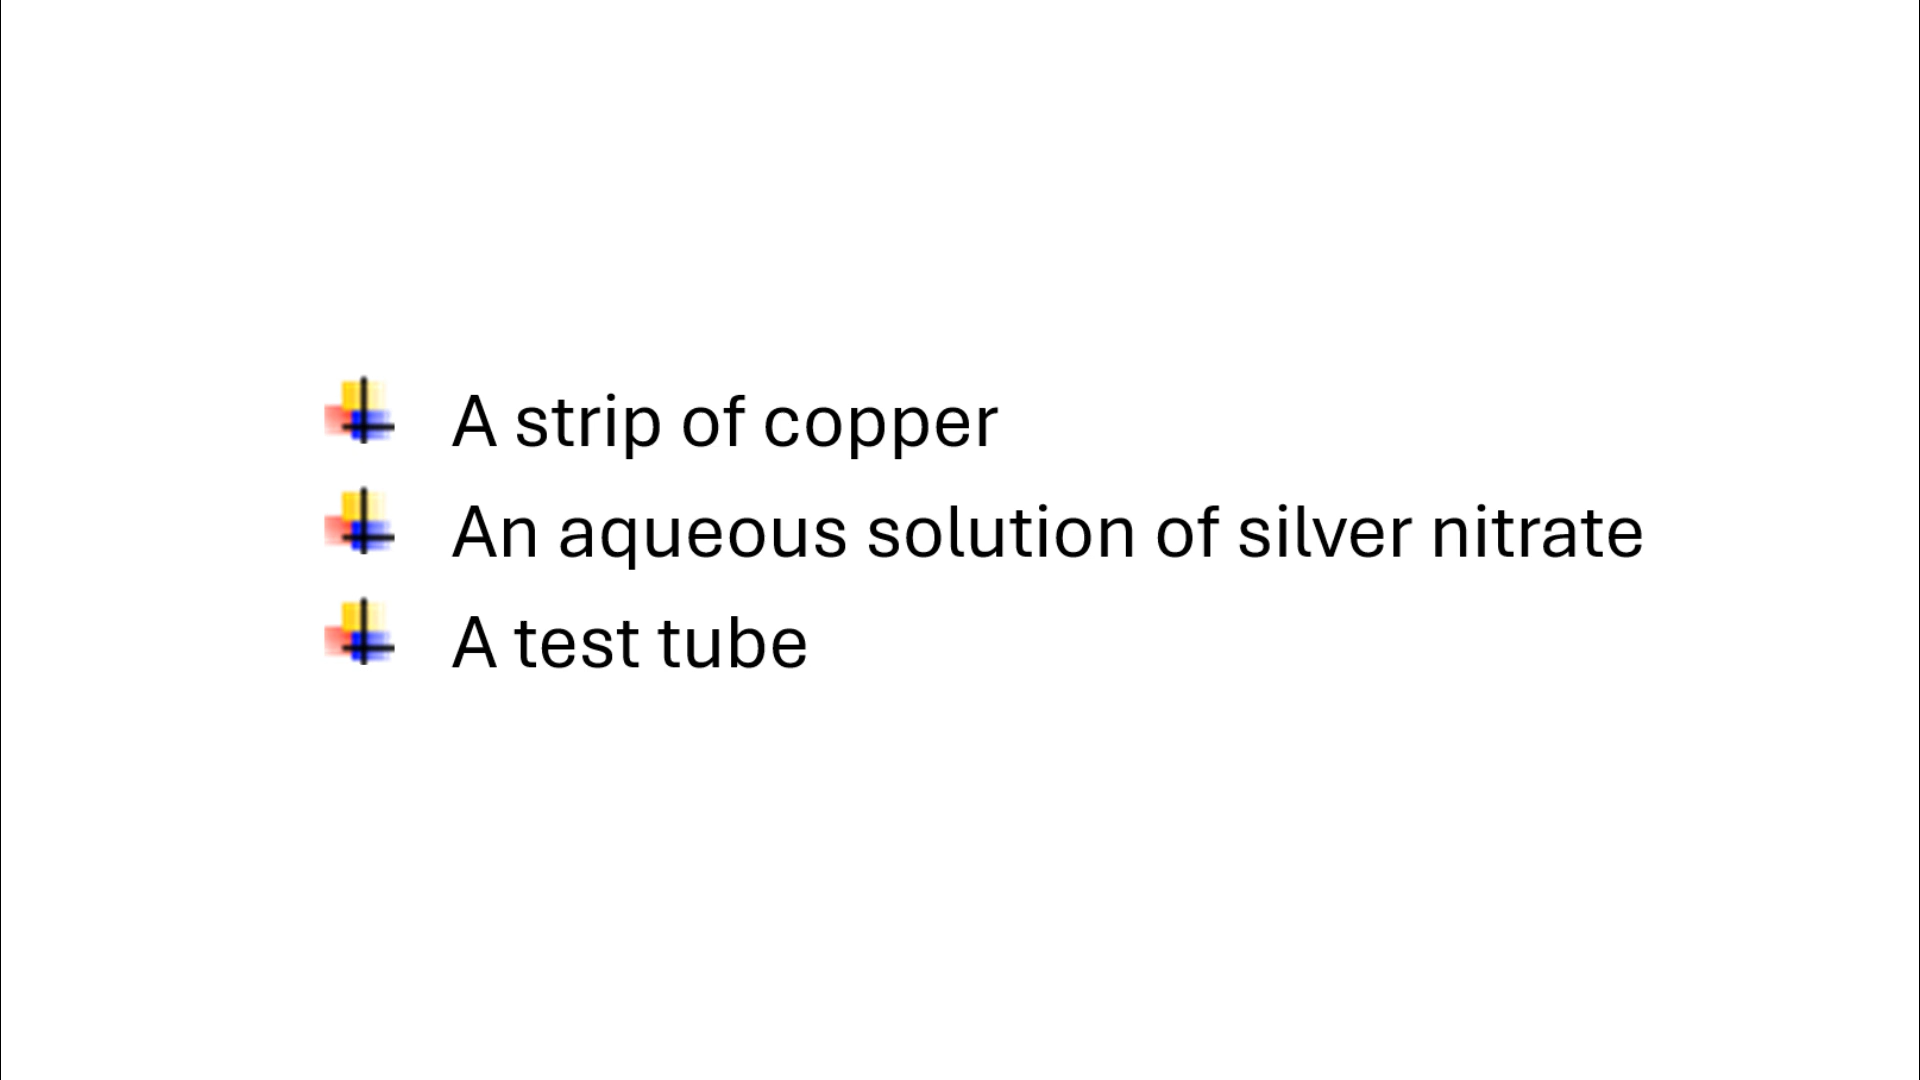 A strip of copper
An aqueous solution of silver nitrate
A test tube